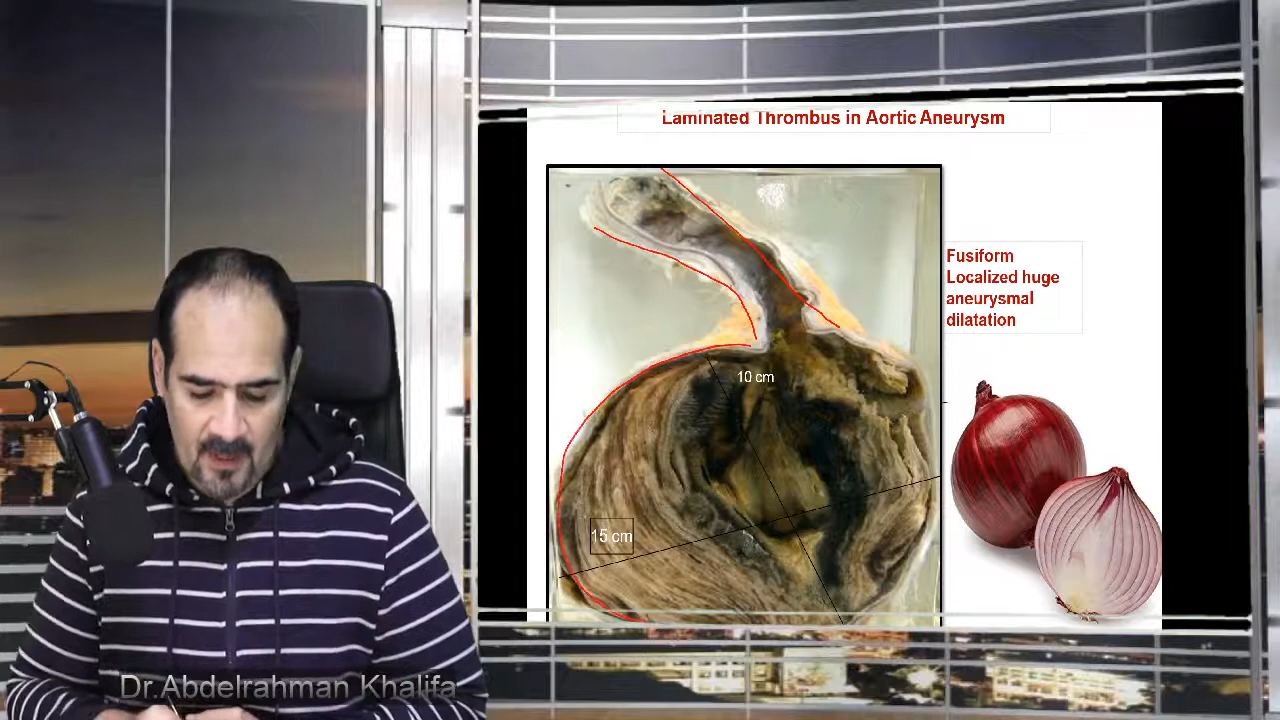 Laminated Thrombus in Aortic Aneurysm
Fusiform
Localized huge
aneurysmal
dilatation
10 cm
15 cm
Dr.Abdelrahman Khalifa